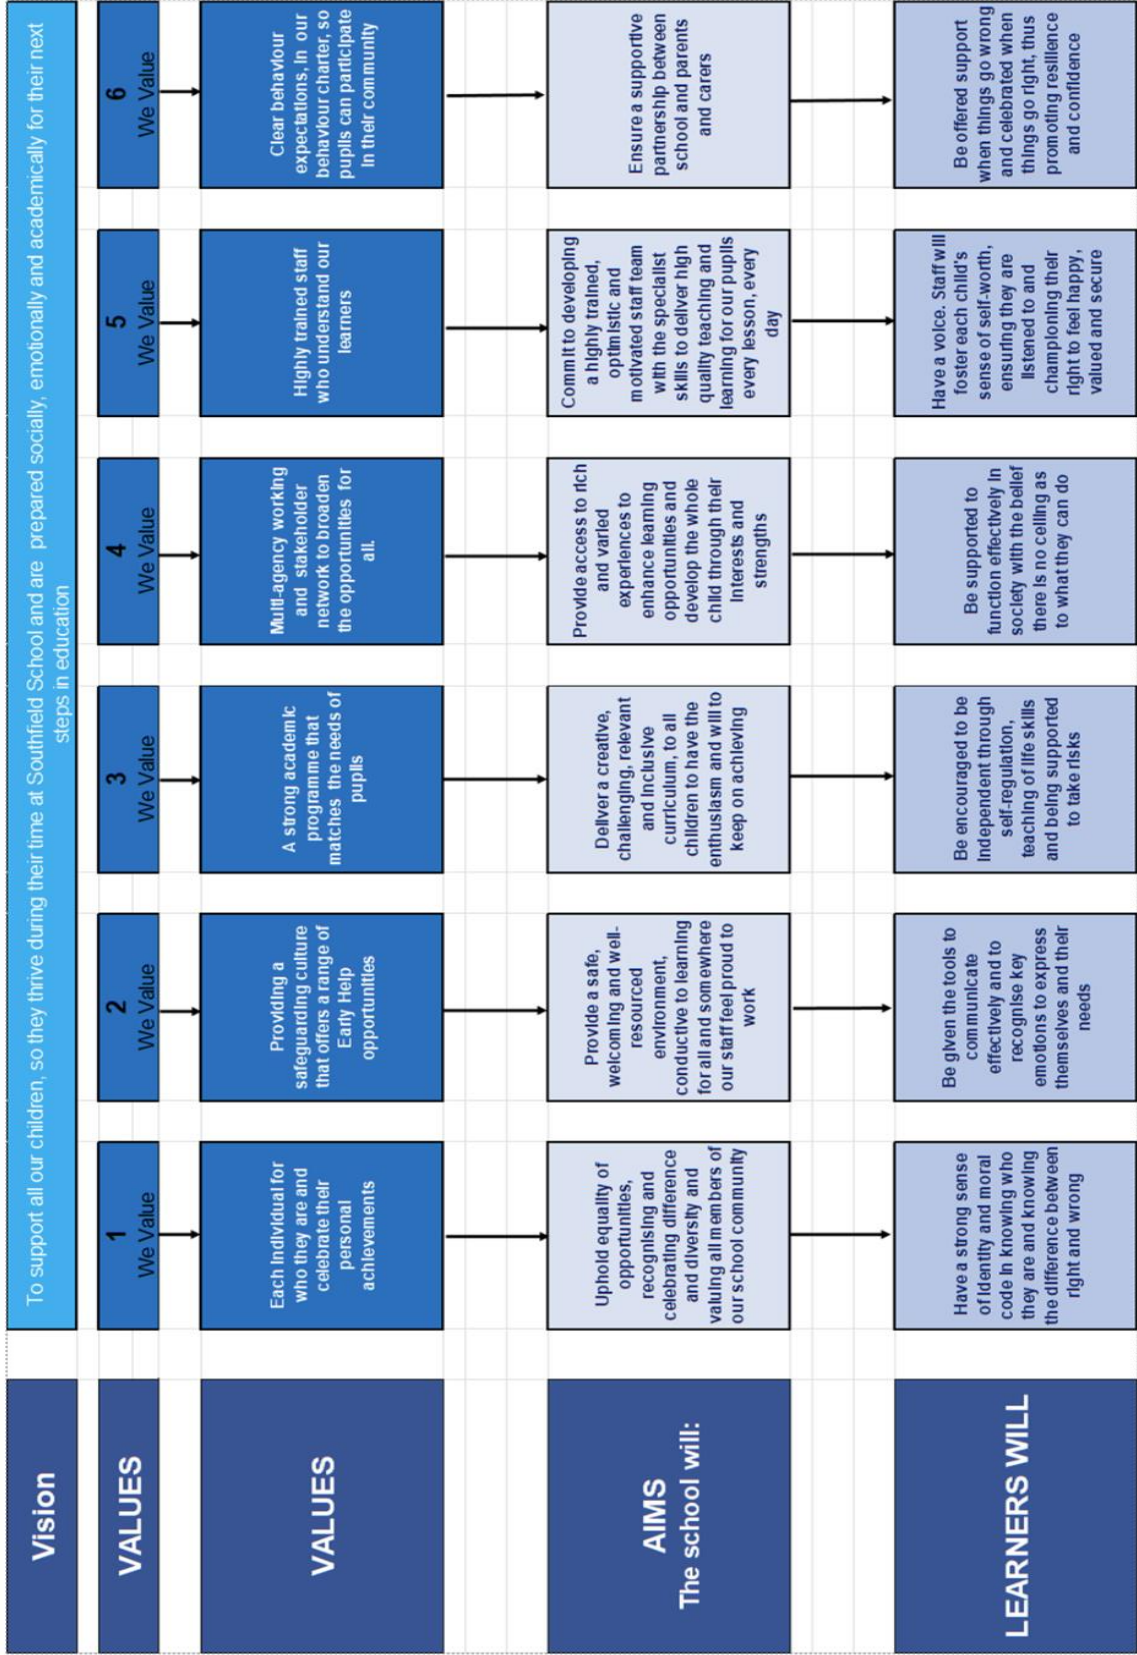 Vision
To support all our children, so they thrive during their time at Southfield School and are prepared socially, emotionally and academically for their next
steps in education
VALUES
1
We Value
2
We Value
3
We Value
4
We Value
5
We Value
6
We Value
VALUES
Each individual for
who they are and
celebrate their
personal
achievements
Providing a
safeguarding culture
that offers a range of
Early Help
opportunities
A strong academic
programme that
matches the needs of
pupils
Multi-agency working
and stakeholder
network to broaden
the opportunities for
all.
Highly trained staff
who understand our
learners
Clear behaviour
expectations, in our
behaviour charter, so
pupils can participate
in their community
AIMS
The school will:
Uphold equality of
opportunities,
recognising and
celebrating difference
and diversity and
valuing all members of
our school community
Provide a safe,
welcoming and well-
resourced
environment,
conductive to learning
for all and somewhere
our staff feel proud to
work
Deliver a creative,
challenging, relevant
and inclusive
curriculum, to all
children to have the
enthusiasm and will to
keep on achieving
Provide access to rich
and varied
experiences to
enhance learning
opportunities and
develop the whole
child through their
interests and
strengths
Commit to developing
a highly trained,
optimistic and
motivated staff team
with the specialist
skills to deliver high
quality teaching and
learning for our pupils
every lesson, every
day
Ensure a supportive
partnership between
school and parents
and carers
LEARNERS WILL
Have a strong sense
of identity and moral
code in knowing who
they are and knowing
the difference between
right and wrong
Be given the tools to
communicate
effectively and to
recognise key
emotions to express
themselves and their
needs
Be encouraged to be
independent through
self-regulation,
teaching of life skills
and being supported
to take risks
Be supported to
function effectively in
society with the belief
there is no ceiling as
to what they can do
Have a voice. Staff will
foster each child's
sense of self-worth,
ensuring they are
listened to and
championing their
right to feel happy,
valued and secure
Be offered support
when things go wrong
and celebrated when
things go right, thus
promoting resilience
and confidence